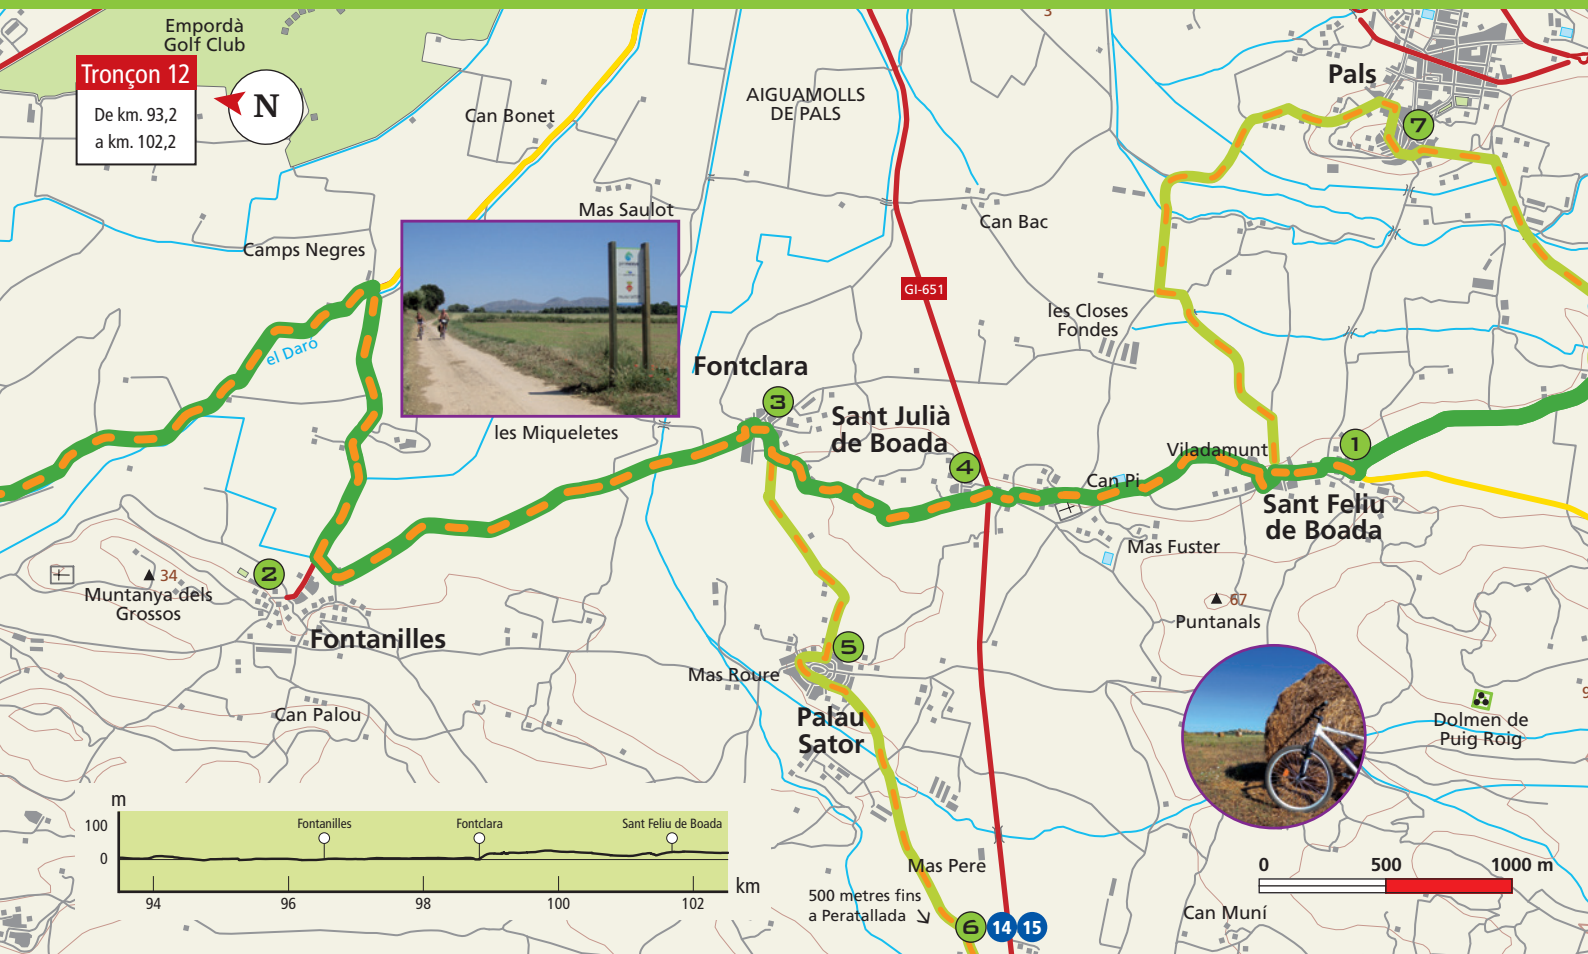 Empordà
Golf Club
Tronçon 12
De km. 93,2
a km. 102,2
N
Can Bonet
AIGUAMOLLS
DE PALS
3
Pals
7
Mas Saulot
Can Bac
Camps Negres
GI-651
les Closes
Fondes
el Daró
Fontclara
3
Sant Julià
de Boada
4
les Miqueletes
Viladamunt
1
Can Pi
Sant Feliu
de Boada
Mas Fuster
2
34
Muntanya dels
Grossos
Fontanilles
67
Puntanals
5
Mas Roure
Palau
Sator
Can Palou
Dolmen de
Puig Roig
9
m
100
0
Fontanilles
Fontclara
Sant Feliu de Boada
km
94
96
98
100
102
Mas Pere
500 metres fins
a Peratallada
6
14
15
0
500
1000 m
Can Muní